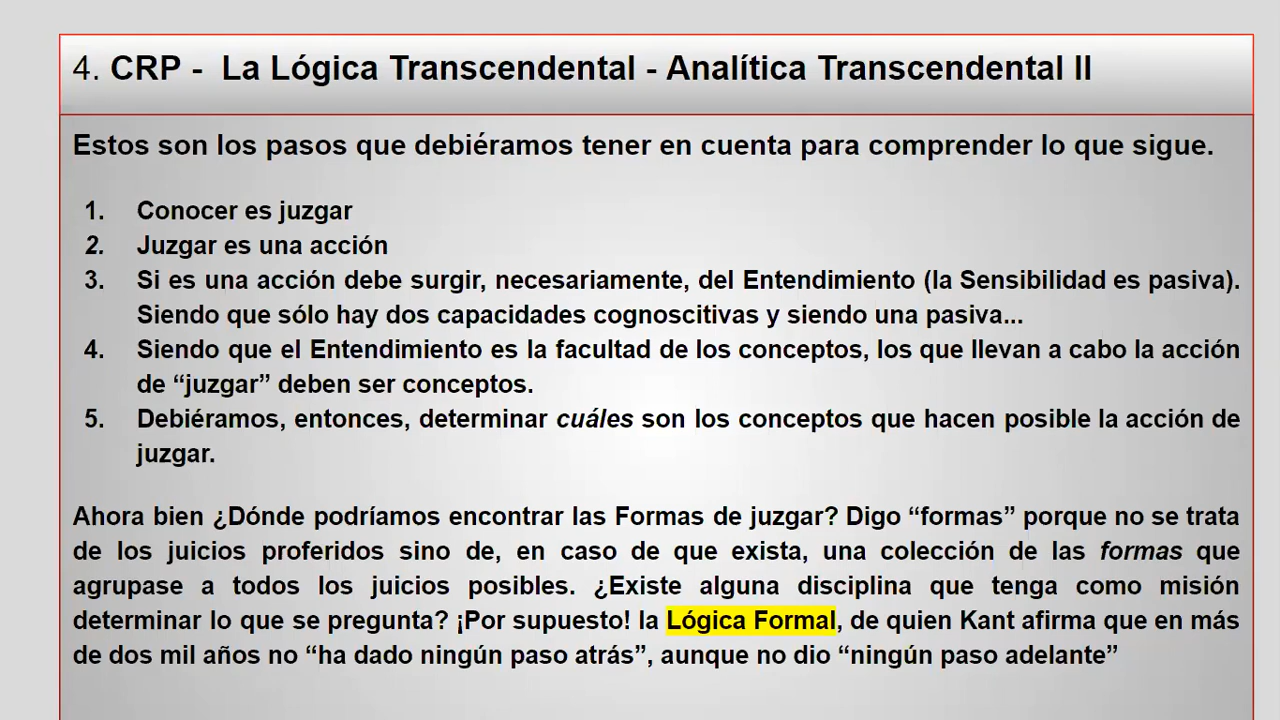 4. CRP - La Lógica Transcendental - Analítica Transcendental II
Estos son los pasos que debiéramos tener en cuenta para comprender lo que sigue.
1. Conocer es juzgar
2. Juzgar es una acción
3. Si es una acción debe surgir, necesariamente, del Entendimiento (la Sensibilidad es pasiva).
Siendo que sólo hay dos capacidades cognoscitivas y siendo una pasiva...
4. Siendo que el Entendimiento es la facultad de los conceptos, los que llevan a cabo la acción
de “juzgar” deben ser conceptos.
5. Debiéramos, entonces, determinar cuáles son los conceptos que hacen posible la acción de
juzgar.
Ahora bien ¿Dónde podríamos encontrar las Formas de juzgar? Digo “formas” porque no se trata
de los juicios proferidos sino de, en caso de que exista, una colección de las formas que
agrupase a todos los juicios posibles. ¿Existe alguna disciplina que tenga como misión
determinar lo que se pregunta? ¡Por supuesto! la Lógica Formal, de quien Kant afirma que en más
de dos mil años no “ha dado ningún paso atrás”, aunque no dio “ningún paso adelante”